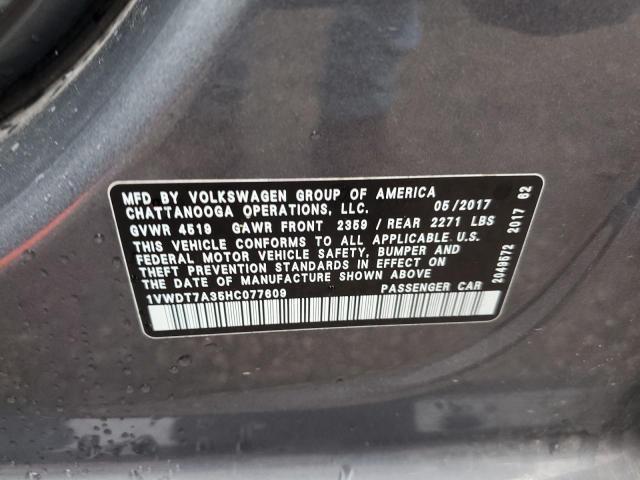 MFD BY VOLKSWAGEN GROUP OF AMERICA
CHATTANOOGA OPERATIONS, LLC. 05/2017
GVWR 4519 GAWR FRONT 2359 / REAR 2271 LBS
THIS VEHICLE CONFORMS TO ALL APPLICABLE U.S.
FEDERAL MOTOR VEHICLE SAFETY, BUMPER AND
THEFT PREVENTION STANDARDS IN EFFECT ON
THE DATE OF MANUFACTURE SHOWN ABOVE
1VWDT7A35HC077609 PASSENGER CAR
2049572 2017 62